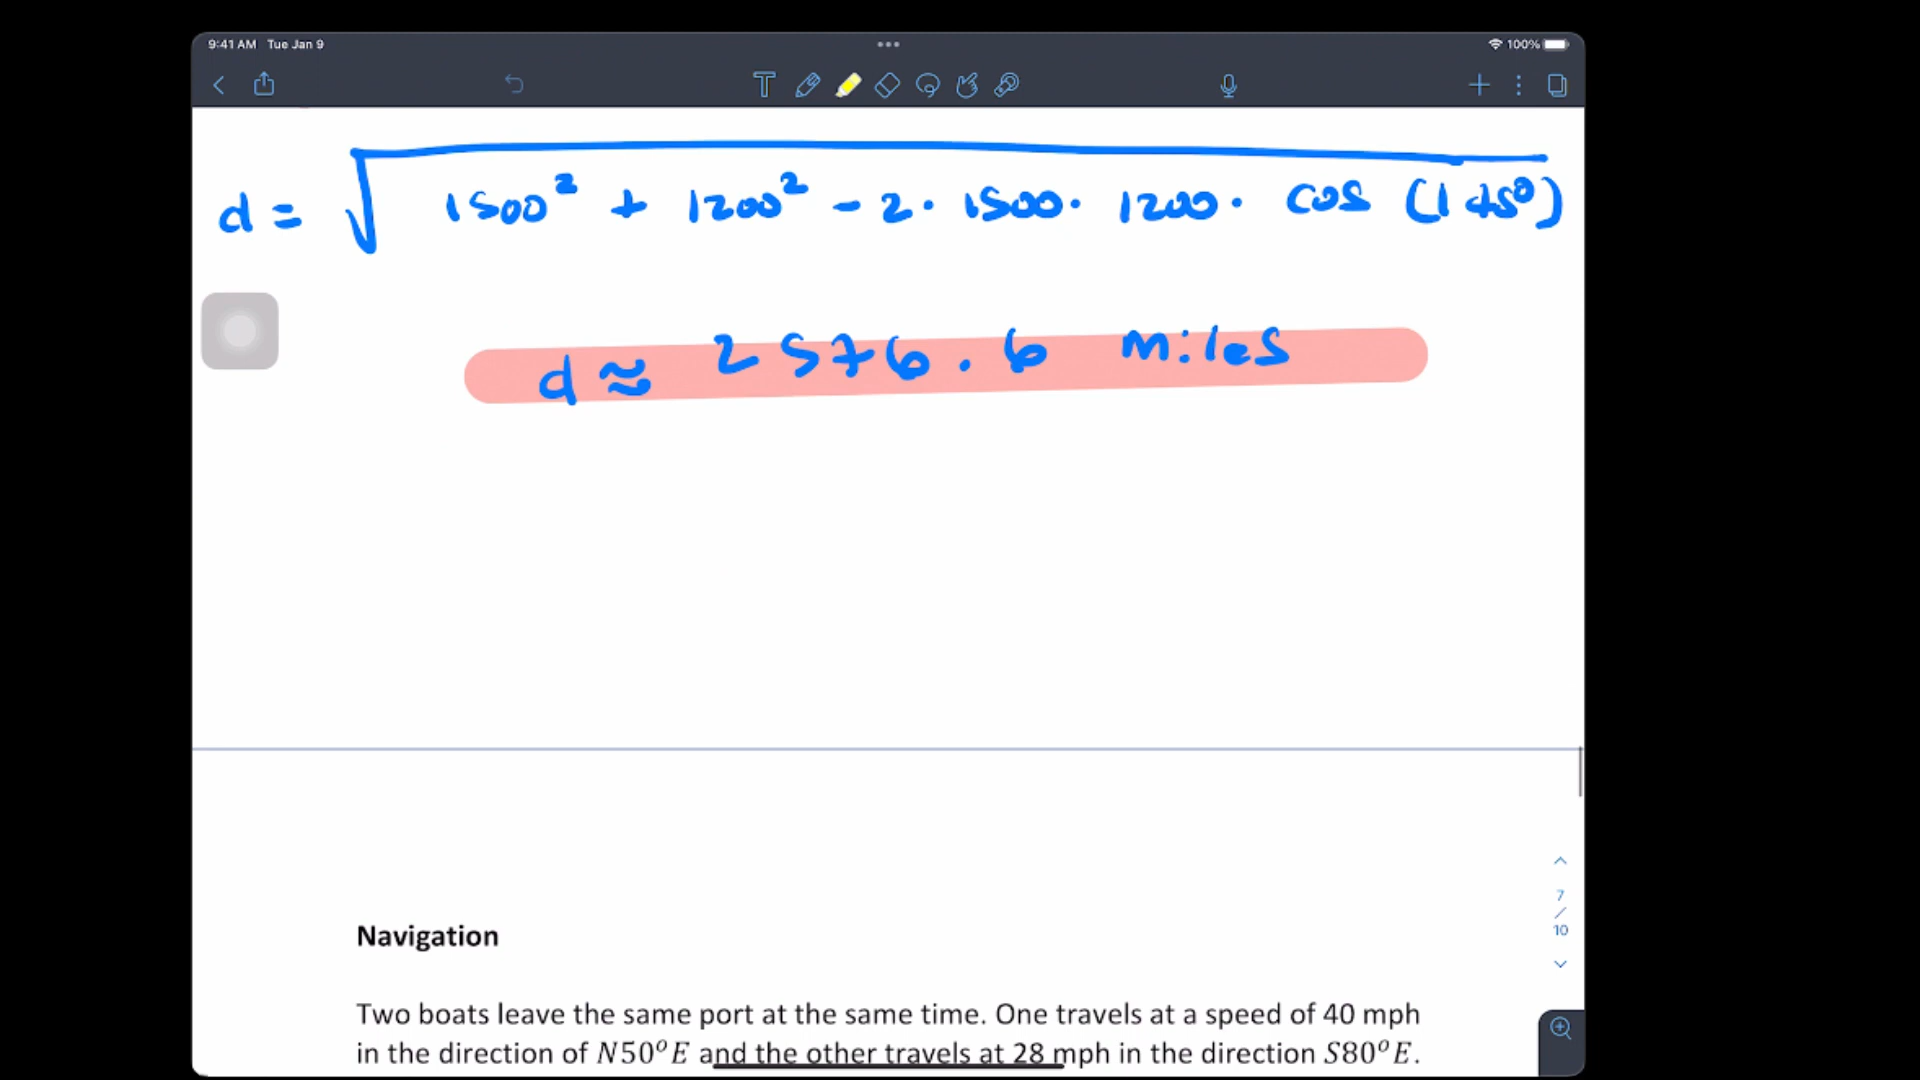 9:41 AM Tue Jan 9
100%
d = √(1500² + 1200² - 2 · 1500 · 1200 · cos (145°))
d ≈ 2576.6 miles
7
/
10
Navigation
Two boats leave the same port at the same time. One travels at a speed of 40 mph
in the direction of N50°E and the other travels at 28 mph in the direction S80°E.